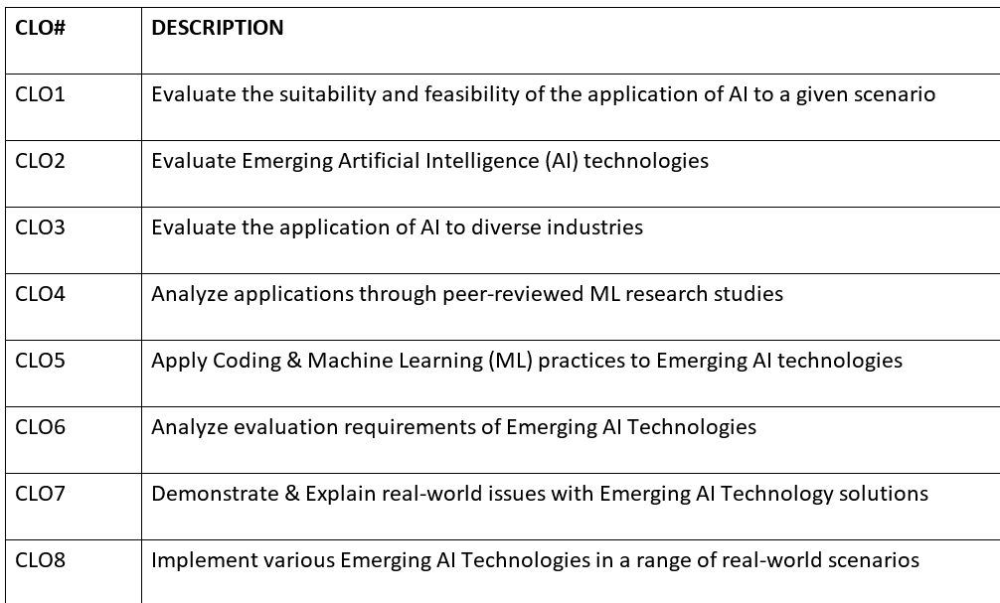 CLO# DESCRIPTION
CLO1 Evaluate the suitability and feasibility of the application of AI to a given scenario
CLO2 Evaluate Emerging Artificial Intelligence (AI) technologies
CLO3 Evaluate the application of AI to diverse industries
CLO4 Analyze applications through peer-reviewed ML research studies
CLO5 Apply Coding & Machine Learning (ML) practices to Emerging AI technologies
CLO6 Analyze evaluation requirements of Emerging AI Technologies
CLO7 Demonstrate & Explain real-world issues with Emerging AI Technology solutions
CLO8 Implement various Emerging AI Technologies in a range of real-world scenarios